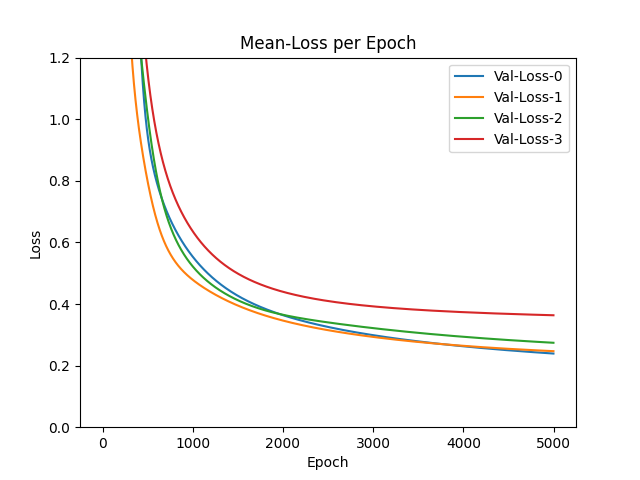 Mean-Loss per Epoch
1.2
1.0
0.8
0.6
0.4
0.2
0.0
Loss
Val-Loss-0
Val-Loss-1
Val-Loss-2
Val-Loss-3
0 1000 2000 3000 4000 5000
Epoch